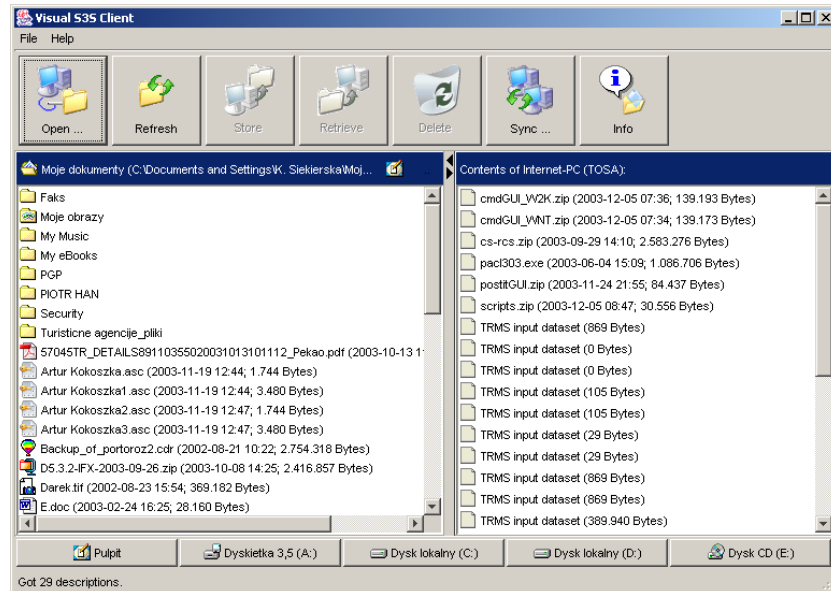 Visual S3S Client
File Help
Open ... Refresh Store Retrieve Delete Sync ... Info
Moje dokumenty (C:\Documents and Settings\K. Siekierska\Moj...
Contents of Internet-PC (TOSA):
Faks
Moje obrazy
My Music
My eBooks
PGP
PIOTR HAN
Security
Turisticne agencije_pliki
57045TR_DETAILS89110355020031013101112_Pekao.pdf (2003-10-13 1
Artur Kokoszka.asc (2003-11-19 12:44; 1.744 Bytes)
Artur Kokoszka1.asc (2003-11-19 12:44; 3.480 Bytes)
Artur Kokoszka2.asc (2003-11-19 12:47; 1.744 Bytes)
Artur Kokoszka3.asc (2003-11-19 12:47; 3.480 Bytes)
Backup_of_portoroz2.cdr (2002-08-21 10:22; 2.754.318 Bytes)
D5.3.2-IFX-2003-09-26.zip (2003-10-08 14:25; 2.416.857 Bytes)
Darek.tif (2002-08-23 15:54; 369.182 Bytes)
E.doc (2003-02-24 16:25; 28.160 Bytes)
cmdGUI_W2K.zip (2003-12-05 07:36; 139.193 Bytes)
cmdGUI_WNT.zip (2003-12-05 07:34; 139.173 Bytes)
cs-rcs.zip (2003-09-29 14:10; 2.583.276 Bytes)
pacl303.exe (2003-06-04 15:09; 1.086.706 Bytes)
postitGUI.zip (2003-11-24 21:55; 84.437 Bytes)
scripts.zip (2003-12-05 08:47; 30.556 Bytes)
TRMS input dataset (869 Bytes)
TRMS input dataset (0 Bytes)
TRMS input dataset (0 Bytes)
TRMS input dataset (105 Bytes)
TRMS input dataset (105 Bytes)
TRMS input dataset (29 Bytes)
TRMS input dataset (29 Bytes)
TRMS input dataset (869 Bytes)
TRMS input dataset (869 Bytes)
TRMS input dataset (389.940 Bytes)
Pulpit Dyskietka 3,5 (A:) Dysk lokalny (C:) Dysk lokalny (D:) Dysk CD (E:)
Got 29 descriptions.